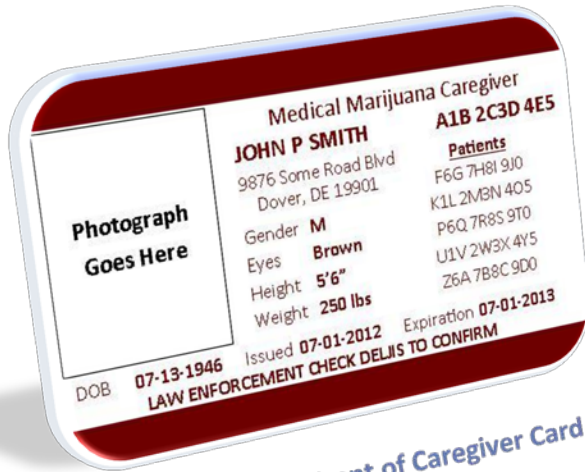 Medical Marijuana Caregiver
JOHN P SMITH A1B 2C3D 4E5
9876 Some Road Blvd
Dover, DE 19901
Gender M
Eyes Brown
Height 5'6"
Weight 250 lbs
Patients
F6G 7H8I 9J0
K1L 2M3N 4O5
P6Q 7R8S 9T0
U1V 2W3X 4Y5
Z6A 7B8C 9D0
Photograph
Goes Here
DOB 07-13-1946 Issued 07-01-2012 Expiration 07-01-2013
LAW ENFORCEMENT CHECK DELJIS TO CONFIRM
of Caregiver Card